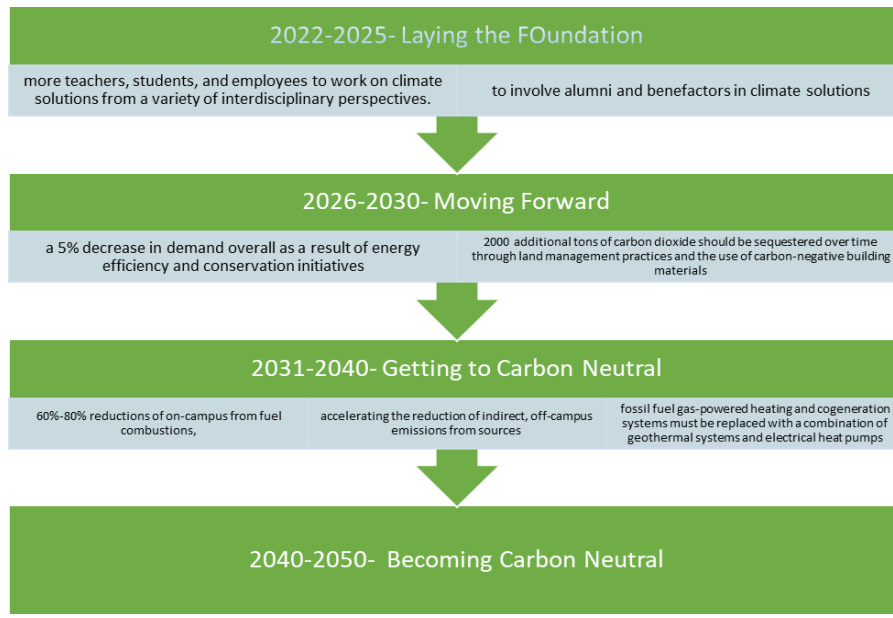 2022-2025- Laying the FOundation
more teachers, students, and employees to work on climate
solutions from a variety of interdisciplinary perspectives.
to involve alumni and benefactors in climate solutions
2026-2030- Moving Forward
a 5% decrease in demand overall as a result of energy
efficiency and conservation initiatives
2000 additional tons of carbon dioxide should be sequestered over time
through land management practices and the use of carbon-negative building
materials
2031-2040- Getting to Carbon Neutral
60%-80% reductions of on-campus from fuel
combustions,
accelerating the reduction of indirect, off-campus
emissions from sources
fossil fuel gas-powered heating and cogeneration
systems must be replaced with a combination of
geothermal systems and electrical heat pumps
2040-2050- Becoming Carbon Neutral